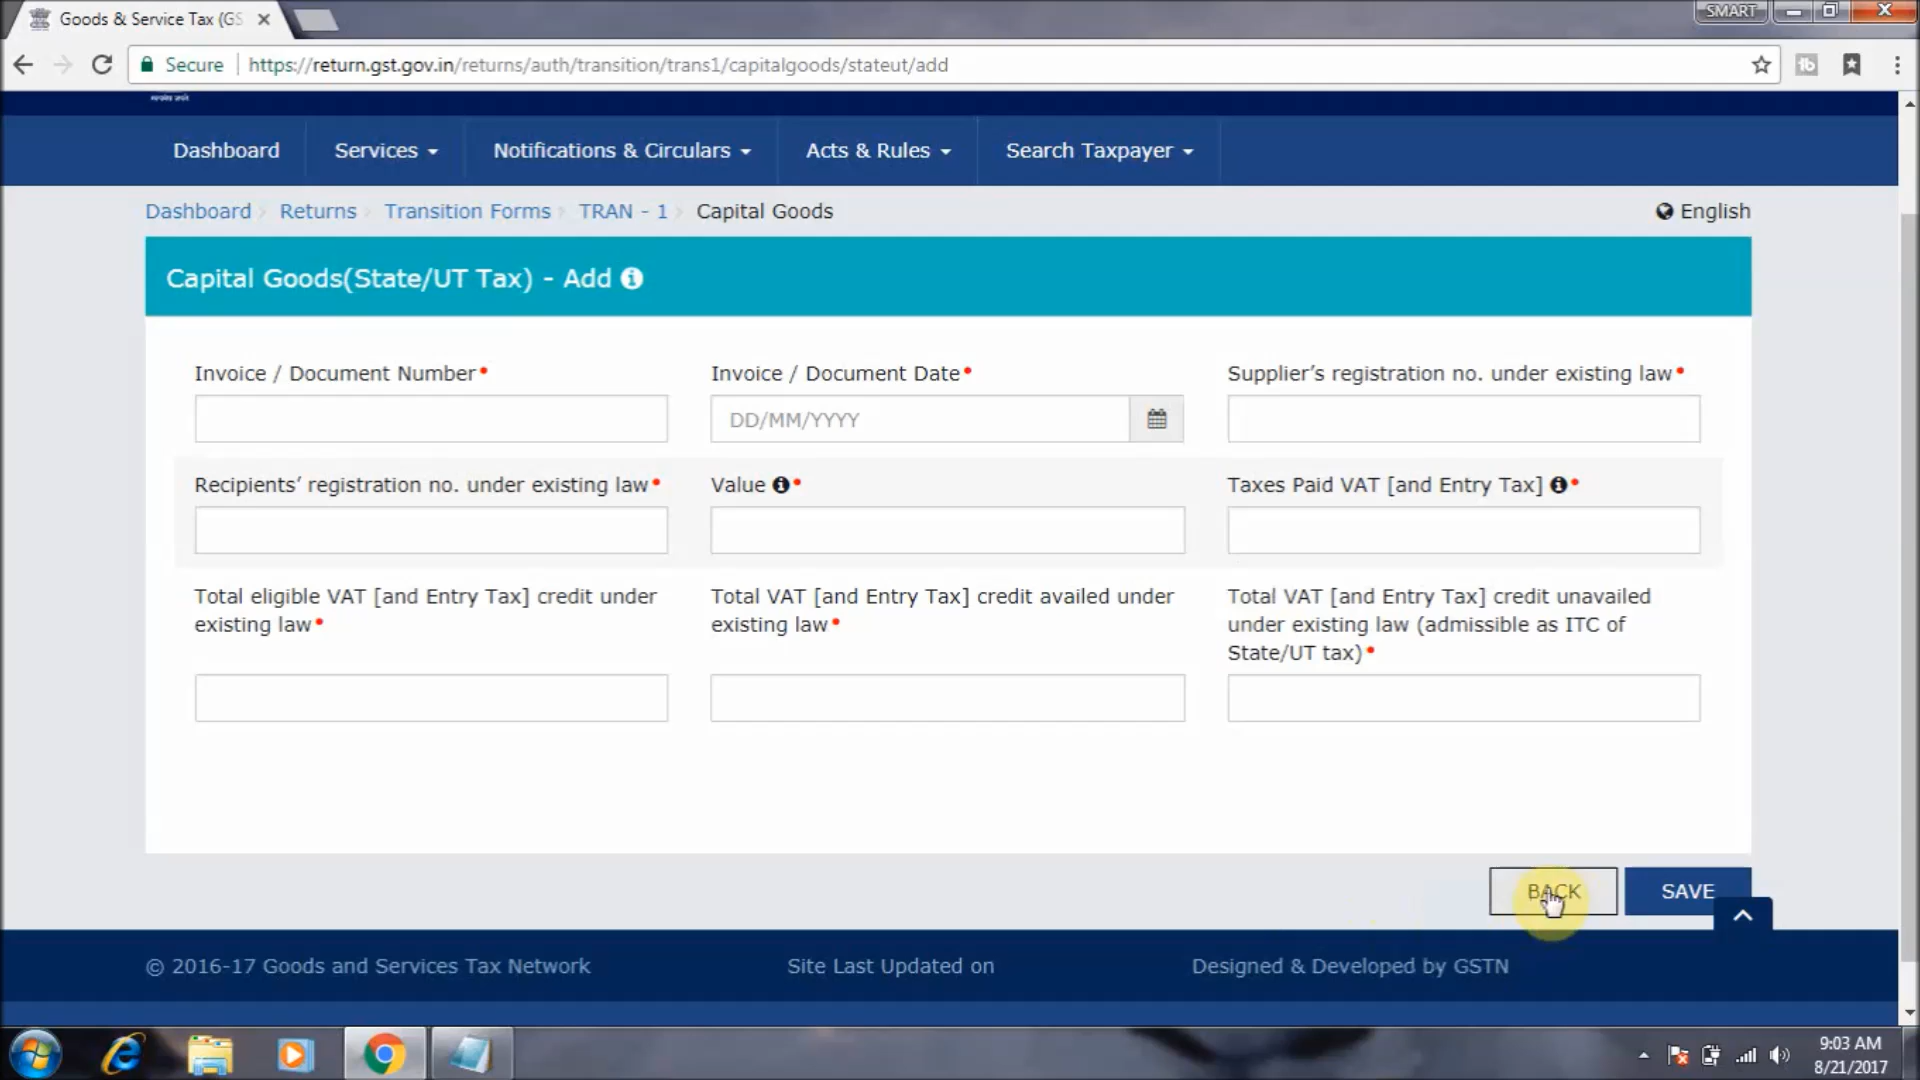 Goods & Service Tax (GS
SMART
Secure
https://return.gst.gov.in/returns/auth/transition/trans1/capitalgoods/stateut/add
Dashboard
Services
Notifications & Circulars
Acts & Rules
Search Taxpayer
Dashboard
Returns
Transition Forms
TRAN - 1
Capital Goods
English
Capital Goods(State/UT Tax) - Add
Invoice / Document Number•
Invoice / Document Date•
Supplier’s registration no. under existing law•
DD/MM/YYYY
Recipients’ registration no. under existing law•
Value •
Taxes Paid VAT [and Entry Tax] •
Total eligible VAT [and Entry Tax] credit under
existing law•
Total VAT [and Entry Tax] credit availed under
existing law•
Total VAT [and Entry Tax] credit unavailed
under existing law (admissible as ITC of
State/UT tax)•
BACK
SAVE
© 2016-17 Goods and Services Tax Network
Site Last Updated on
Designed & Developed by GSTN
9:03 AM
8/21/2017